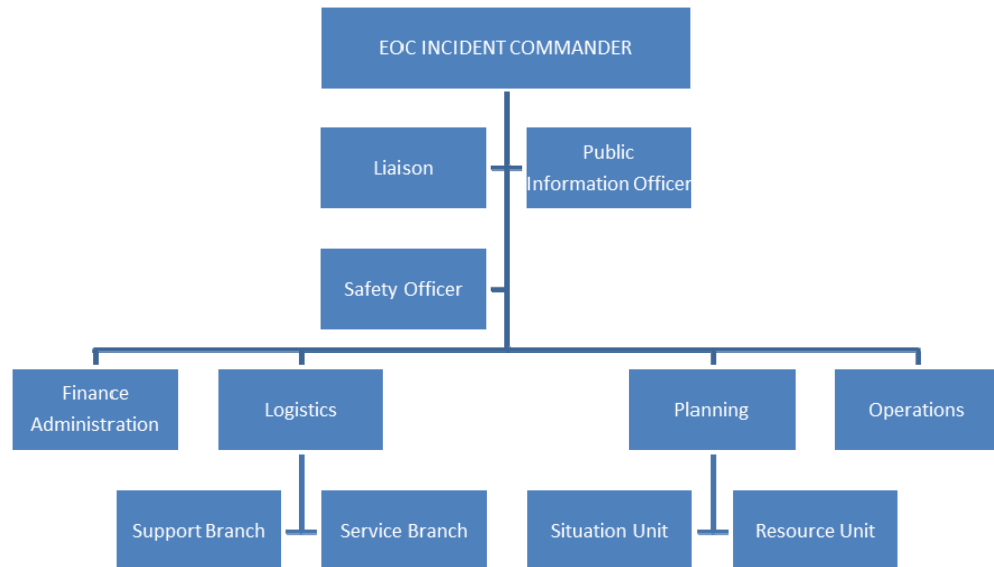 EOC INCIDENT COMMANDER
Liaison
Public
Information Officer
Safety Officer
Finance
Administration
Logistics
Planning
Operations
Support Branch
Service Branch
Situation Unit
Resource Unit